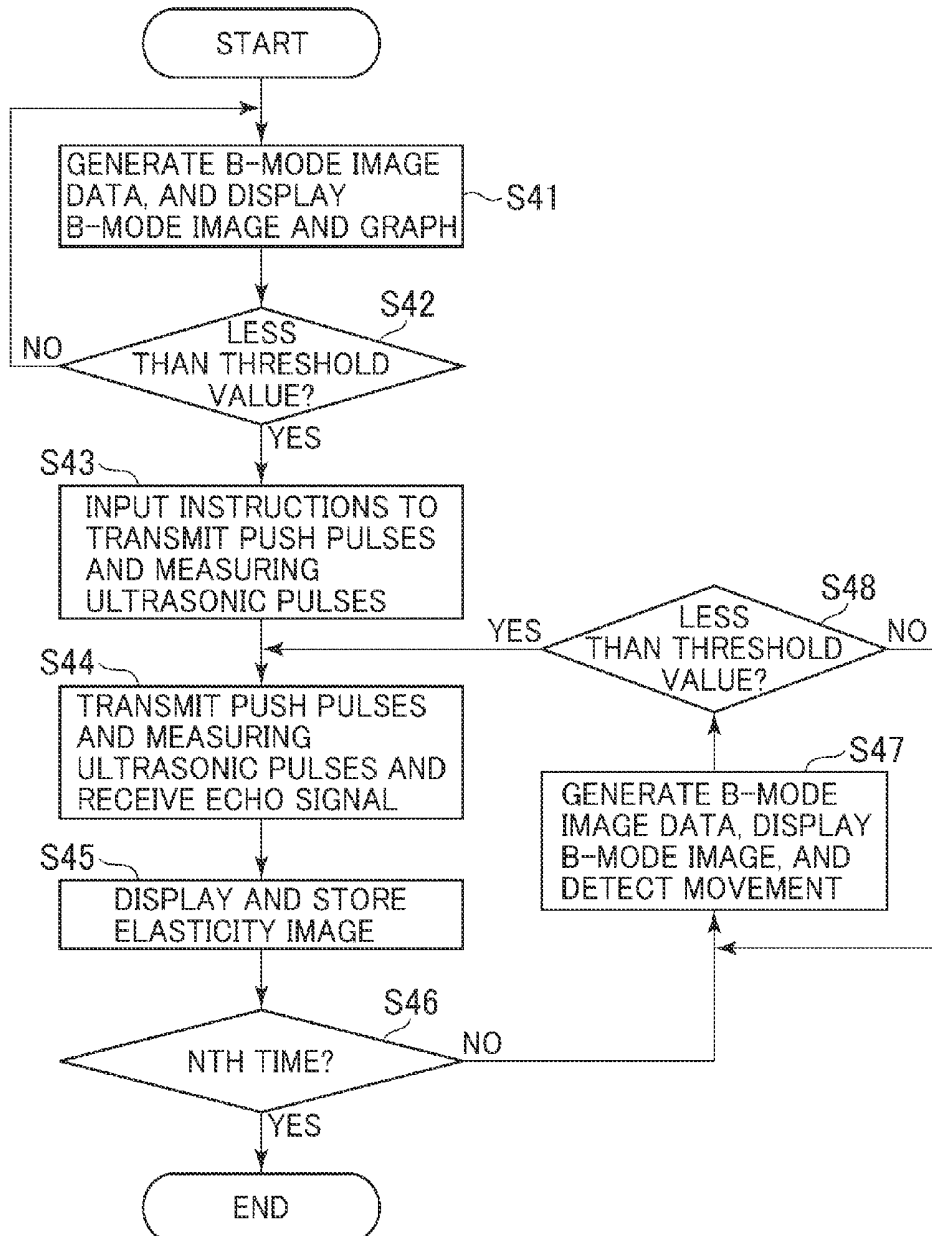 START
GENERATE B-MODE IMAGE
DATA, AND DISPLAY
B-MODE IMAGE AND GRAPH
S41
S42
LESS
THAN THRESHOLD
VALUE?
NO
YES
S43
INPUT INSTRUCTIONS TO
TRANSMIT PUSH PULSES
AND MEASURING
ULTRASONIC PULSES
S48
LESS
THAN THRESHOLD
VALUE?
YES
NO
S44
TRANSMIT PUSH PULSES
AND MEASURING
ULTRASONIC PULSES AND
RECEIVE ECHO SIGNAL
S47
GENERATE B-MODE
IMAGE DATA, DISPLAY
B-MODE IMAGE, AND
DETECT MOVEMENT
S45
DISPLAY AND STORE
ELASTICITY IMAGE
S46
NTH TIME?
NO
YES
END